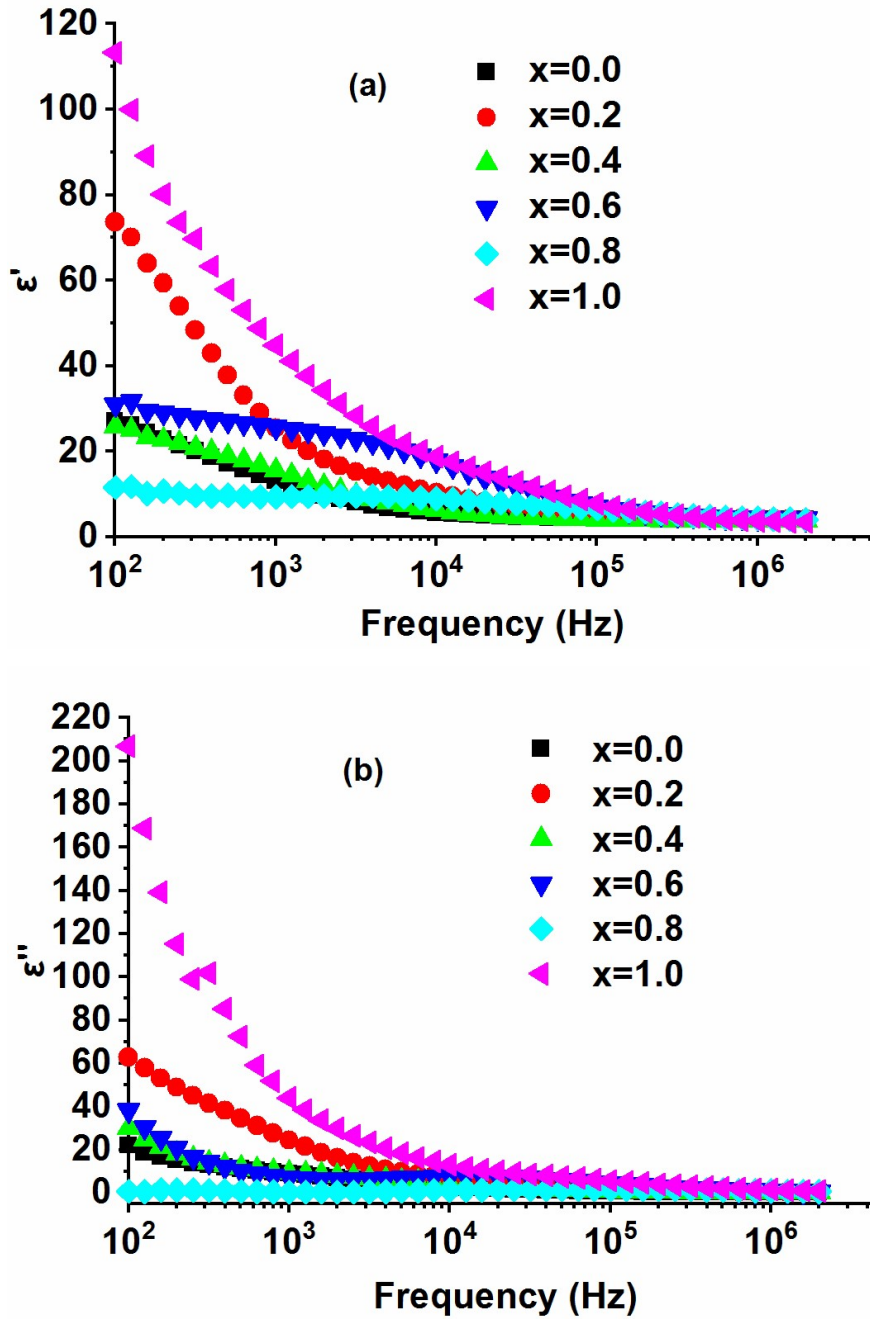 120
100
80
60
40
20
0
ε'
(a)
x=0.0
x=0.2
x=0.4
x=0.6
x=0.8
x=1.0
10²
10³
10⁴
10⁵
10⁶
Frequency (Hz)
220
200
180
160
140
120
100
80
60
40
20
0
ε''
(b)
x=0.0
x=0.2
x=0.4
x=0.6
x=0.8
x=1.0
10²
10³
10⁴
10⁵
10⁶
Frequency (Hz)